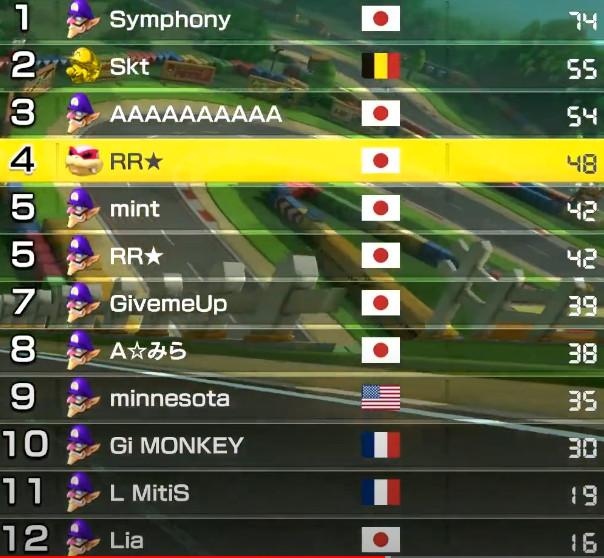 1 Symphony 74
2 Skt 55
3 AAAAAAAAAA 54
4 RR★ 48
5 mint 42
5 RR★ 42
7 GivemeUp 39
8 A☆みら 38
9 minnesota 35
10 Gi MONKEY 30
11 L MitiS 19
12 Lia 16